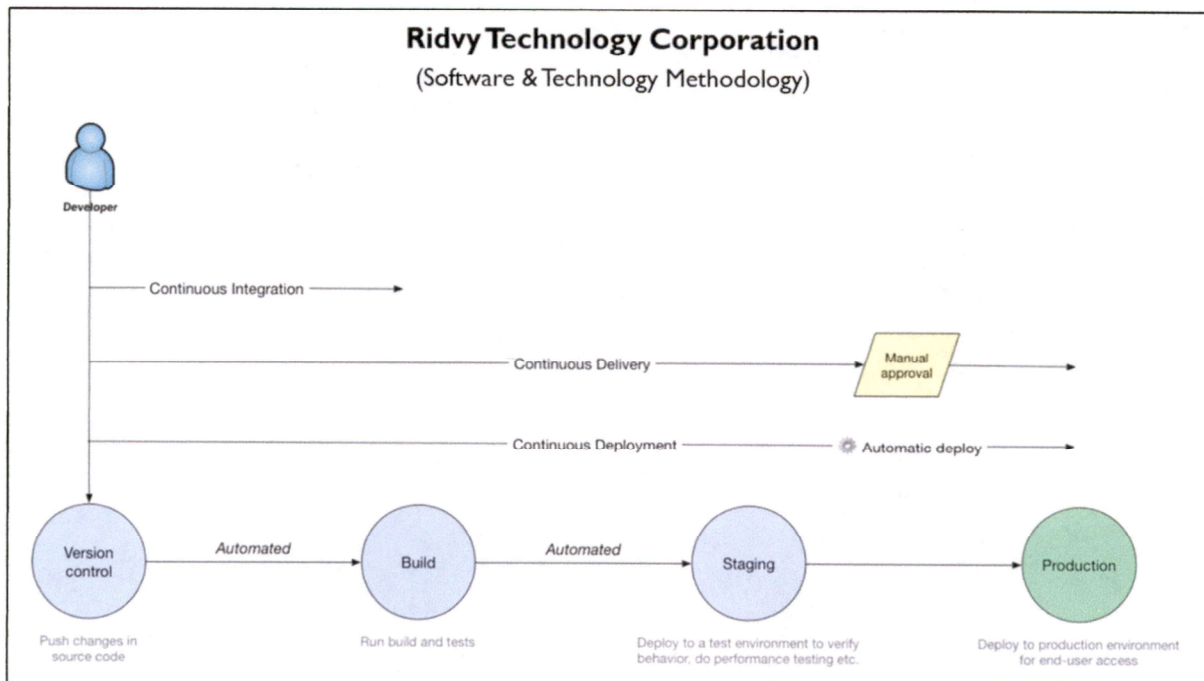 Ridvy Technology Corporation
(Software & Technology Methodology)
Developer
Continuous Integration
Continuous Delivery
Manual
approval
Continuous Deployment
Automatic deploy
Version
control
Automated
Build
Automated
Staging
Production
Push changes in
source code
Run build and tests
Deploy to a test environment to verify
behavior, do performance testing etc.
Deploy to production environment
for end-user access